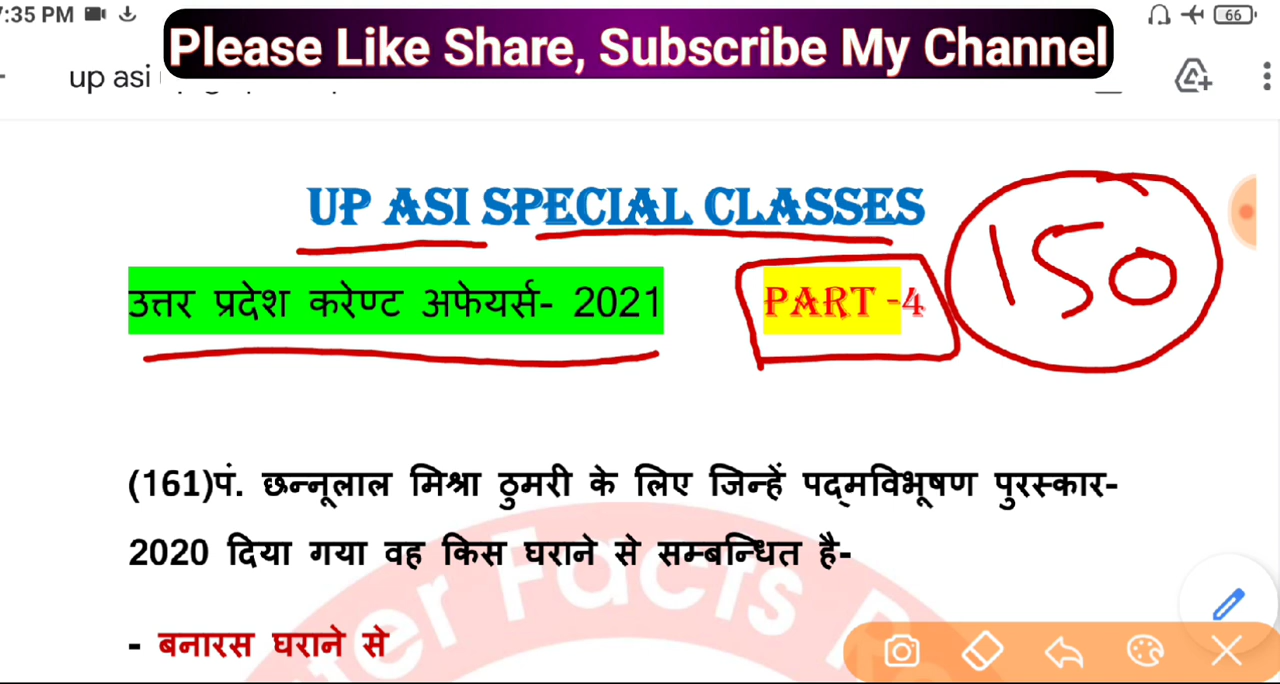 :35 PM
66
Please Like Share, Subscribe My Channel
up asi
UP ASI SPECIAL CLASSES
150
उत्तर प्रदेश करेण्ट अफेयर्स- 2021
PART -4
(161)पं. छन्नूलाल मिश्रा ठुमरी के लिए जिन्हें पद्मविभूषण पुरस्कार-
2020 दिया गया वह किस घराने से सम्बन्धित है-
- बनारस घराने से
Facts